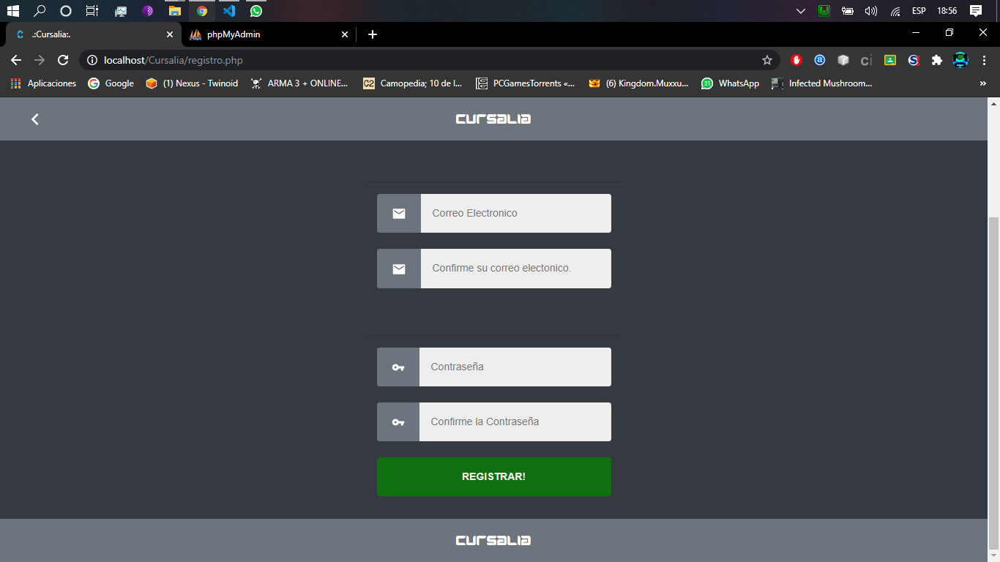 ESP 18:56
.:Cursalia:. phpMyAdmin
localhost/Cursalia/registro.php
Aplicaciones Google (1) Nexus - Twinoid ARMA 3 + ONLINE... C2 Camopedia; 10 de l... PCGamesTorrents «... (6) Kingdom.Muxxu... 21 WhatsApp Infected Mushroom... »
CURSALIA
Correo Electronico
Confirme su correo electonico.
Contraseña
Confirme la Contraseña
REGISTRAR!
CURSALIA